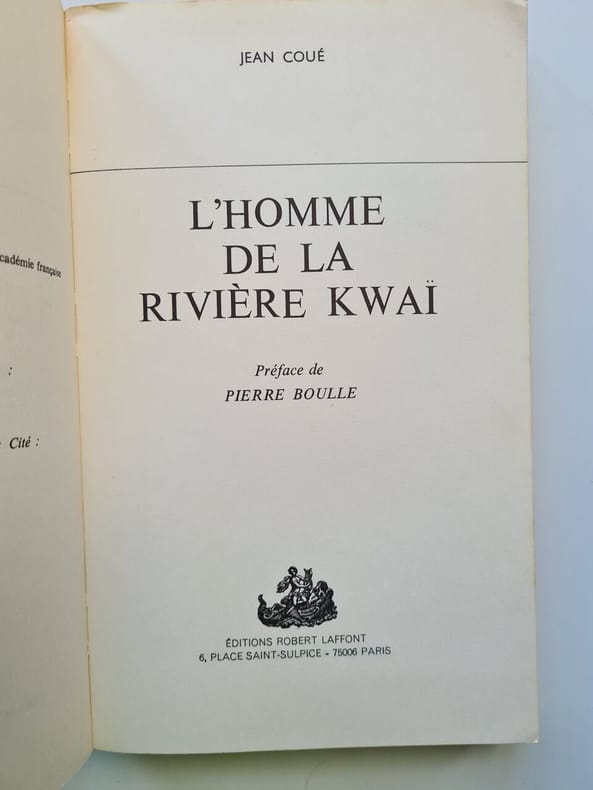 cadémie française
:
Cité :
JEAN COUÉ
L'HOMME
DE LA
RIVIÈRE KWAÏ
Préface de
PIERRE BOULLE
ÉDITIONS ROBERT LAFFONT
6, PLACE SAINT-SULPICE - 75006 PARIS